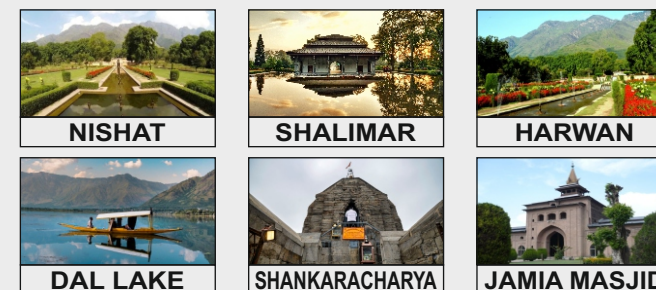 NISHAT
SHALIMAR
HARWAN
DAL LAKE
SHANKARACHARYA
JAMIA MASJID